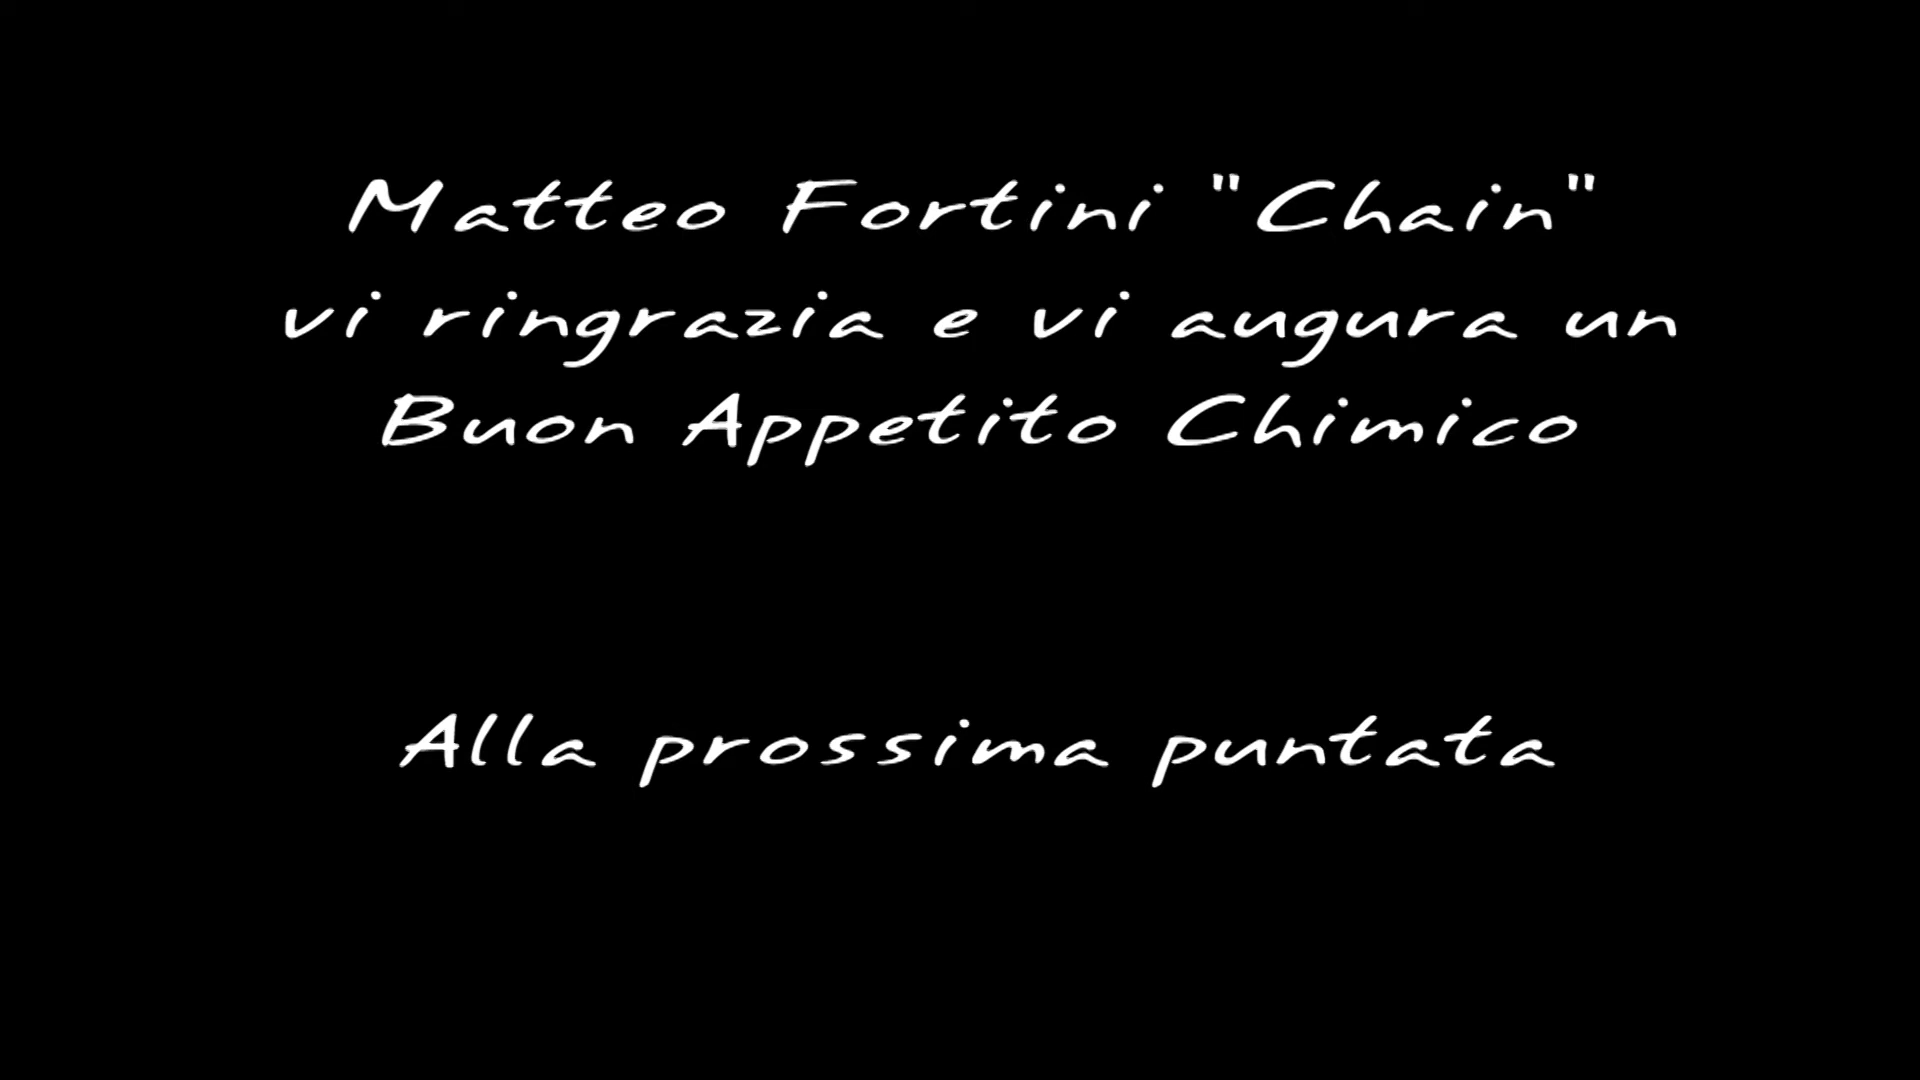 Matteo Fortini "Chain"
vi ringrazia e vi augura un
Buon Appetito Chimico
Alla prossima puntata